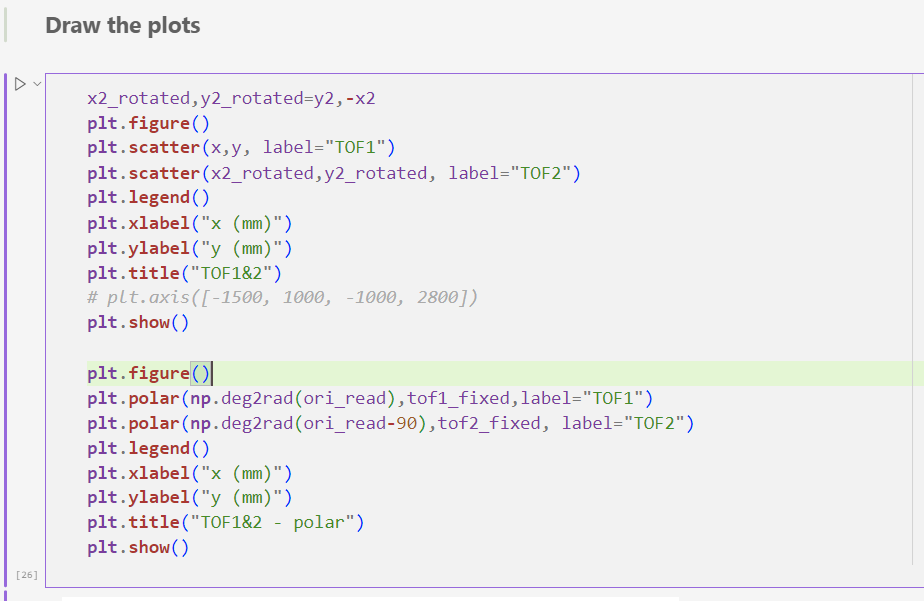 Draw the plots
x2_rotated,y2_rotated=y2,-x2
plt.figure()
plt.scatter(x,y, label="TOF1")
plt.scatter(x2_rotated,y2_rotated, label="TOF2")
plt.legend()
plt.xlabel("x (mm)")
plt.ylabel("y (mm)")
plt.title("TOF1&2")
# plt.axis([-1500, 1000, -1000, 2800])
plt.show()
plt.figure()
plt.polar(np.deg2rad(ori_read),tof1_fixed,label="TOF1")
plt.polar(np.deg2rad(ori_read-90),tof2_fixed, label="TOF2")
plt.legend()
plt.xlabel("x (mm)")
plt.ylabel("y (mm)")
plt.title("TOF1&2 - polar")
plt.show()
[26]